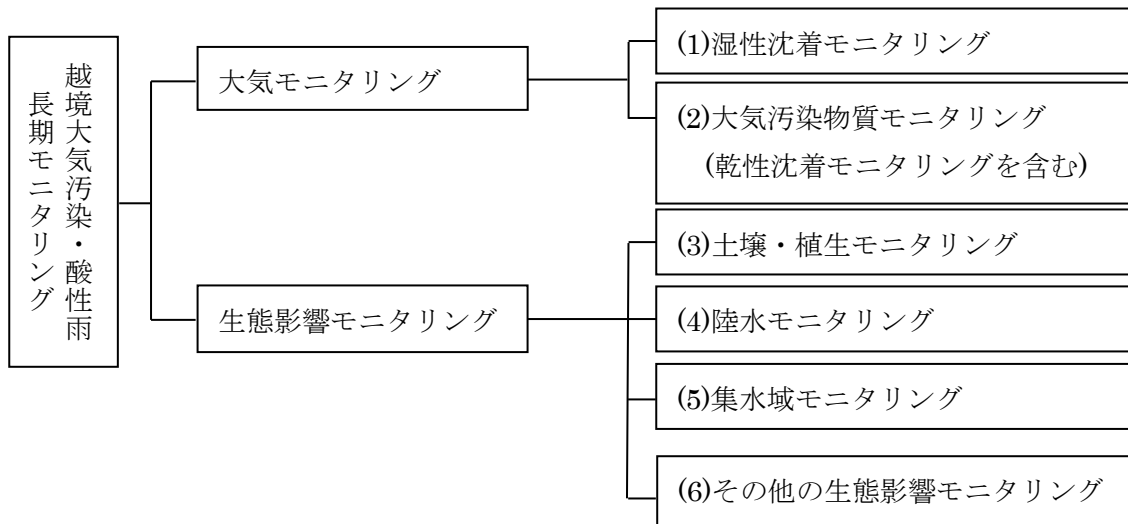 越境大気汚染・酸性雨
長期モニタリング
大気モニタリング
(1)湿性沈着モニタリング
(2)大気汚染物質モニタリング
(乾性沈着モニタリングを含む)
生態影響モニタリング
(3)土壌・植生モニタリング
(4)陸水モニタリング
(5)集水域モニタリング
(6)その他の生態影響モニタリング